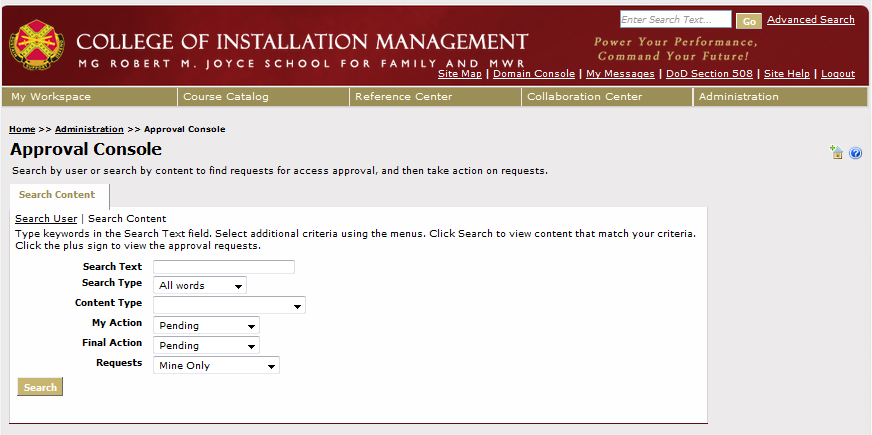 Enter Search Text... Go Advanced Search
COLLEGE OF INSTALLATION MANAGEMENT
MG ROBERT M. JOYCE SCHOOL FOR FAMILY AND MWR
Power Your Performance,
Command Your Future!
Site Map | Domain Console | My Messages | DoD Section 508 | Site Help | Logout
My Workspace Course Catalog Reference Center Collaboration Center Administration
Home >> Administration >> Approval Console
Approval Console
Search by user or search by content to find requests for access approval, and then take action on requests.
Search Content
Search User | Search Content
Type keywords in the Search Text field. Select additional criteria using the menus. Click Search to view content that match your criteria.
Click the plus sign to view the approval requests.
Search Text
Search Type All words
Content Type
My Action Pending
Final Action Pending
Requests Mine Only
Search